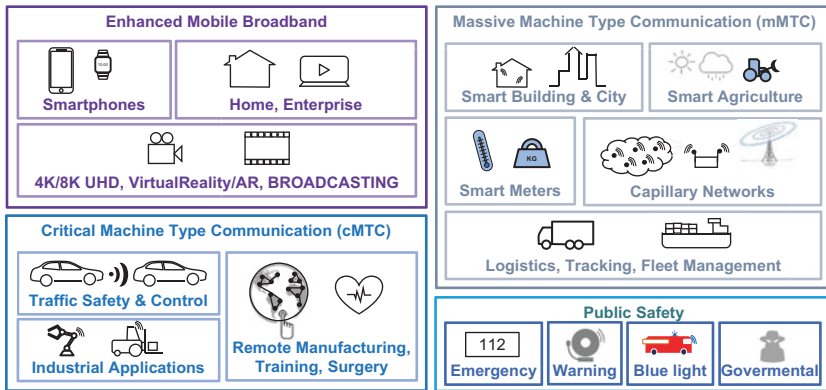 Enhanced Mobile Broadband
10:00
Smartphones
Home, Enterprise
4K/8K UHD, VirtualReality/AR, BROADCASTING
Critical Machine Type Communication (cMTC)
Traffic Safety & Control
Industrial Applications
Remote Manufacturing,
Training, Surgery
Massive Machine Type Communication (mMTC)
Smart Building & City
Smart Agriculture
KG
Smart Meters
Capillary Networks
Logistics, Tracking, Fleet Management
Public Safety
112
Emergency
Warning
Blue light
Govermental